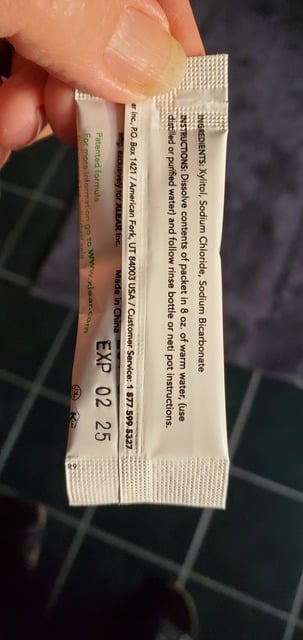 INGREDIENTS: Xylitol, Sodium Chloride, Sodium Bicarbonate
INSTRUCTIONS: Dissolve contents of packet in 8 oz. of warm water, (use
distilled or purified water) and follow rinse bottle or neti pot instructions.
er Inc, P.O. Box 1421 / American Fork, UT 84003 USA / Customer Service: 1 877 599 5327
exclusively for XLEAR Inc. Made in China
Patented formula
For more information go to www.xlear.com
EXP 02 25